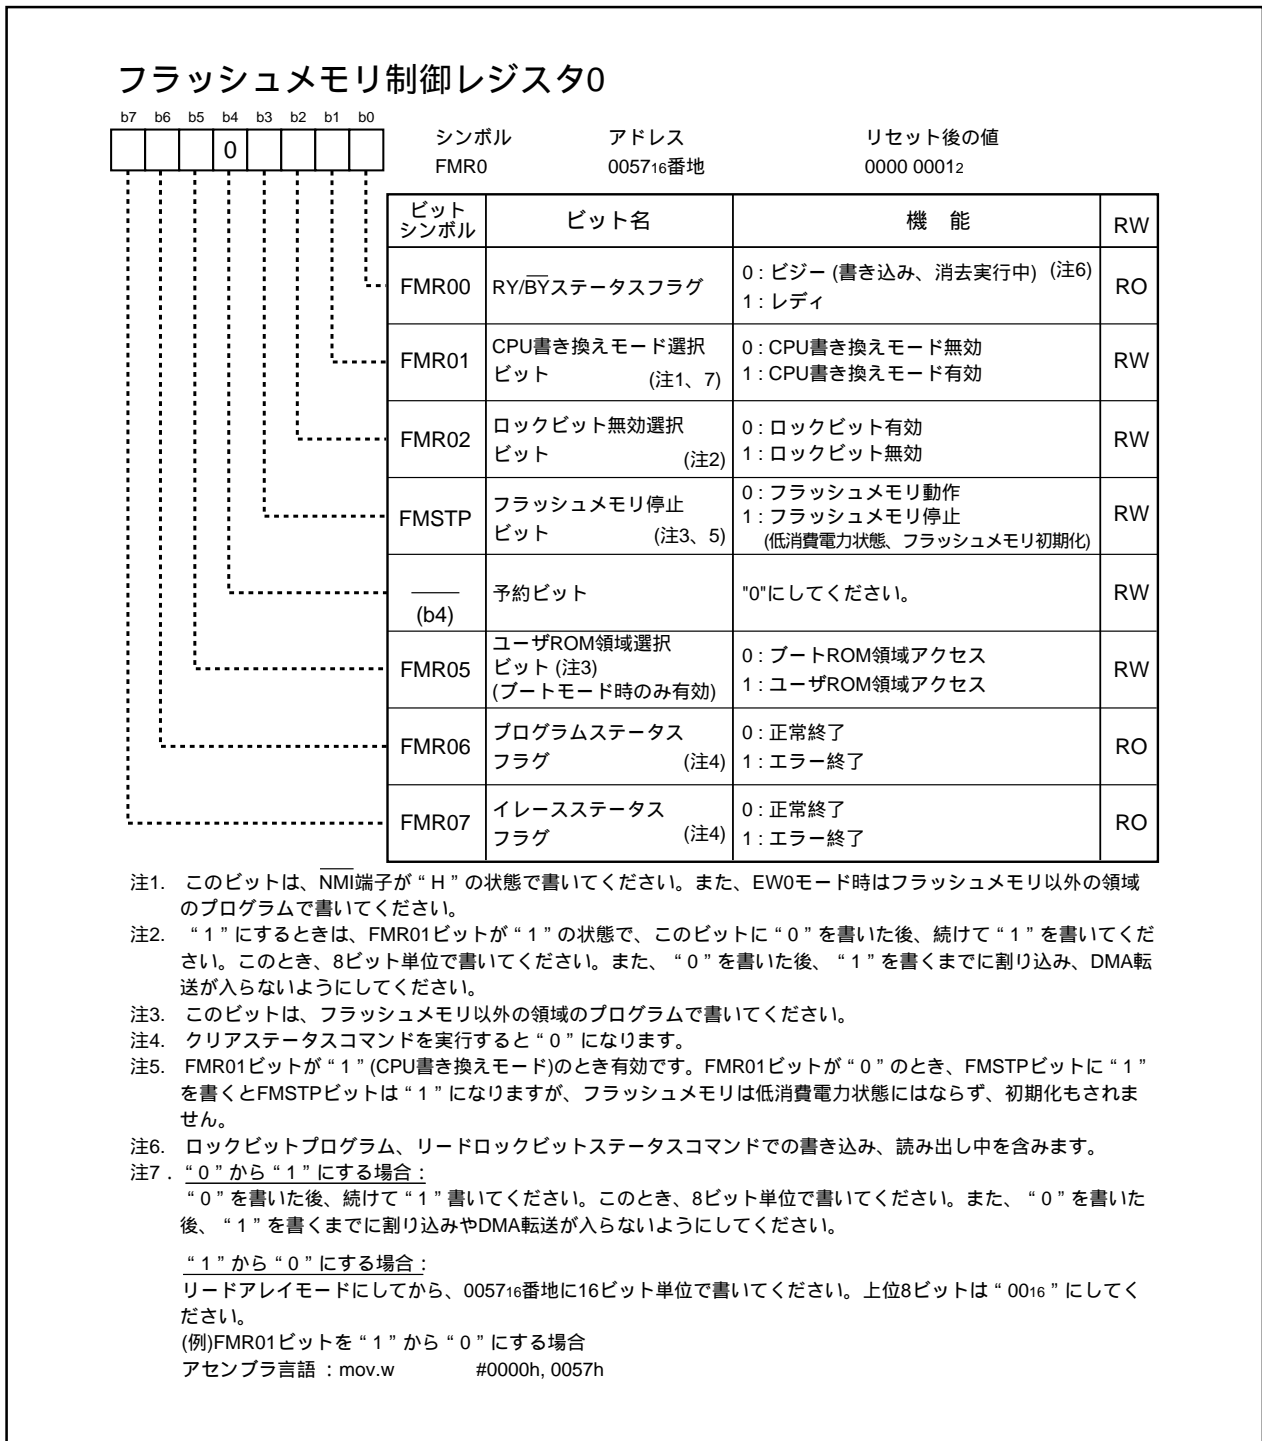 フラッシュメモリ制御レジスタ0
b7 b6 b5 b4 b3 b2 b1 b0
0
シンボル アドレス リセット後の値
FMR0 005716番地 0000 00012
ビット
シンボル
ビット名
機 能
RW
FMR00
RY/BYステータスフラグ
0 : ビジー (書き込み、消去実行中) (注6)
1 : レディ
RO
FMR01
CPU書き換えモード選択
ビット (注1、7)
0 : CPU書き換えモード無効
1 : CPU書き換えモード有効
RW
FMR02
ロックビット無効選択
ビット (注2)
0 : ロックビット有効
1 : ロックビット無効
RW
FMSTP
フラッシュメモリ停止
ビット (注3、5)
0 : フラッシュメモリ動作
1 : フラッシュメモリ停止
(低消費電力状態、フラッシュメモリ初期化)
RW
(b4)
予約ビット
"0"にしてください。
RW
FMR05
ユーザROM領域選択
ビット (注3)
(ブートモード時のみ有効)
0 : ブートROM領域アクセス
1 : ユーザROM領域アクセス
RW
FMR06
プログラムステータス
フラグ (注4)
0 : 正常終了
1 : エラー終了
RO
FMR07
イレースステータス
フラグ (注4)
0 : 正常終了
1 : エラー終了
RO
注1. このビットは、NMI端子が“ H ”の状態で書いてください。また、EW0モード時はフラッシュメモリ以外の領域
のプログラムで書いてください。
注2. “ 1 ”にするときは、FMR01ビットが“ 1 ”の状態で、このビットに“ 0 ”を書いた後、続けて“ 1 ”を書いてくだ
さい。このとき、8ビット単位で書いてください。また、“ 0 ”を書いた後、“ 1 ”を書くまでに割り込み、DMA転
送が入らないようにしてください。
注3. このビットは、フラッシュメモリ以外の領域のプログラムで書いてください。
注4. クリアステータスコマンドを実行すると“ 0 ”になります。
注5. FMR01ビットが“ 1 ”(CPU書き換えモード)のとき有効です。FMR01ビットが“ 0 ”のとき、FMSTPビットに“ 1 ”
を書くとFMSTPビットは“ 1 ”になりますが、フラッシュメモリは低消費電力状態にはならず、初期化もされま
せん。
注6. ロックビットプログラム、リードロックビットステータスコマンドでの書き込み、読み出し中を含みます。
注7 . “ 0 ”から“ 1 ”にする場合 :
“ 0 ”を書いた後、続けて“ 1 ”書いてください。このとき、8ビット単位で書いてください。また、“ 0 ”を書いた
後、“ 1 ”を書くまでに割り込みやDMA転送が入らないようにしてください。
“ 1 ”から“ 0 ”にする場合 :
リードアレイモードにしてから、005716番地に16ビット単位で書いてください。上位8ビットは“ 0016 ”にしてく
ださい。
(例)FMR01ビットを“ 1 ”から“ 0 ”にする場合
アセンブラ言語 : mov.w #0000h, 0057h